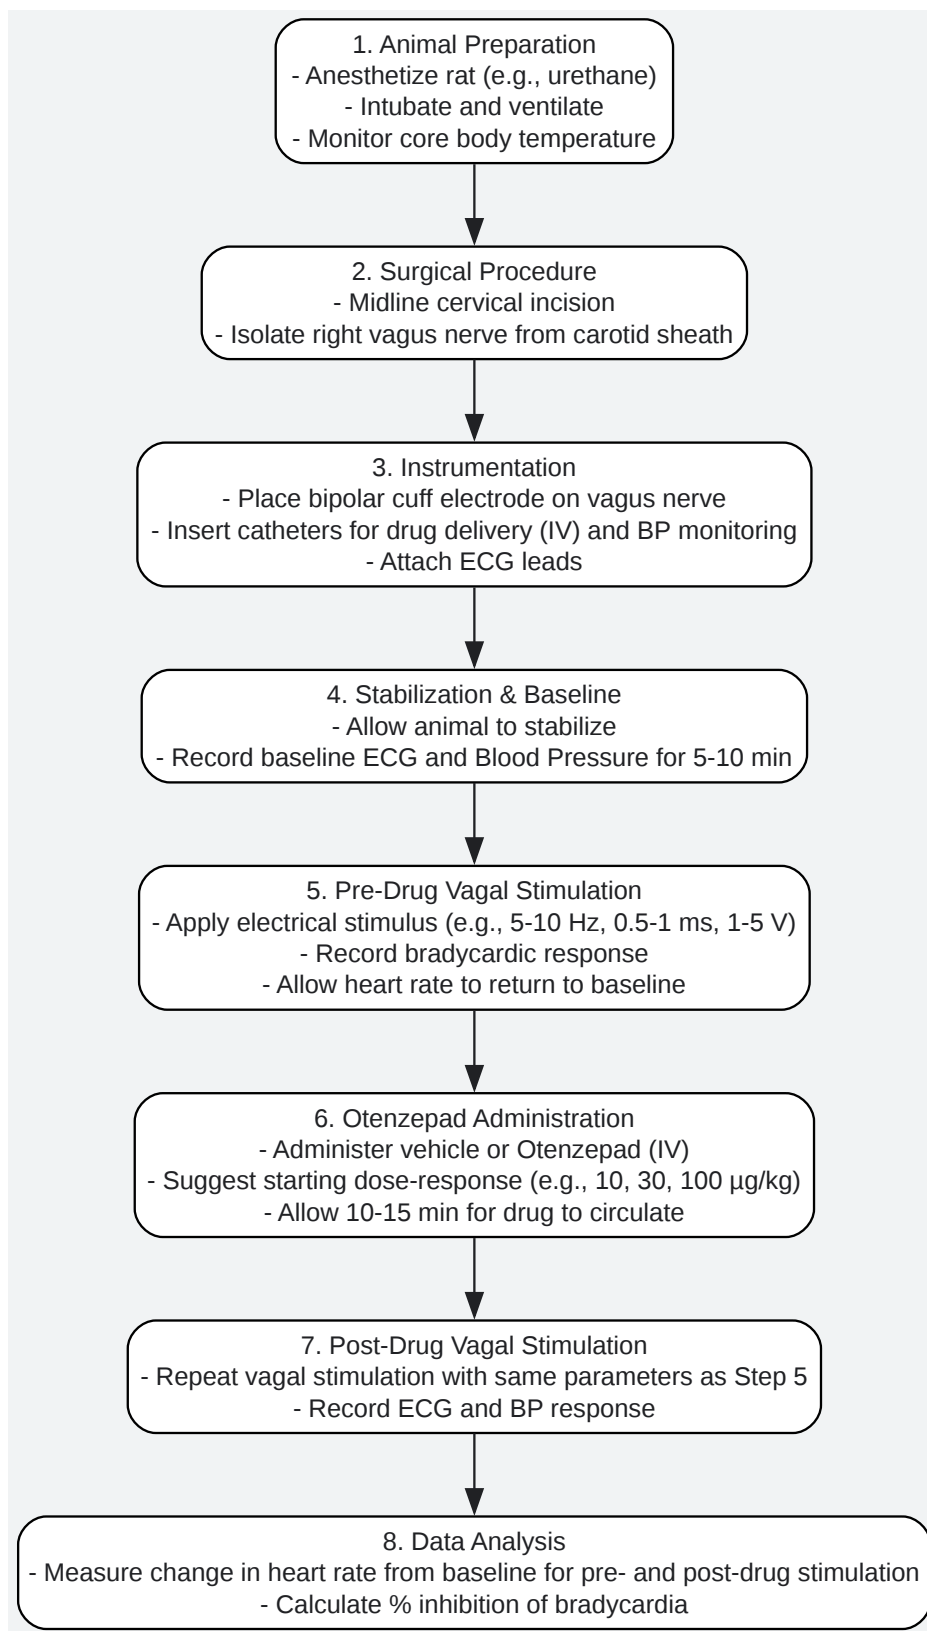 1. Animal Preparation
- Anesthetize rat (e.g., urethane)
- Intubate and ventilate
- Monitor core body temperature
2. Surgical Procedure
- Midline cervical incision
- Isolate right vagus nerve from carotid sheath
3. Instrumentation
- Place bipolar cuff electrode on vagus nerve
- Insert catheters for drug delivery (IV) and BP monitoring
- Attach ECG leads
4. Stabilization & Baseline
- Allow animal to stabilize
- Record baseline ECG and Blood Pressure for 5-10 min
5. Pre-Drug Vagal Stimulation
- Apply electrical stimulus (e.g., 5-10 Hz, 0.5-1 ms, 1-5 V)
- Record bradycardic response
- Allow heart rate to return to baseline
6. Otenzepad Administration
- Administer vehicle or Otenzepad (IV)
- Suggest starting dose-response (e.g., 10, 30, 100 µg/kg)
- Allow 10-15 min for drug to circulate
7. Post-Drug Vagal Stimulation
- Repeat vagal stimulation with same parameters as Step 5
- Record ECG and BP response
8. Data Analysis
- Measure change in heart rate from baseline for pre- and post-drug stimulation
- Calculate % inhibition of bradycardia